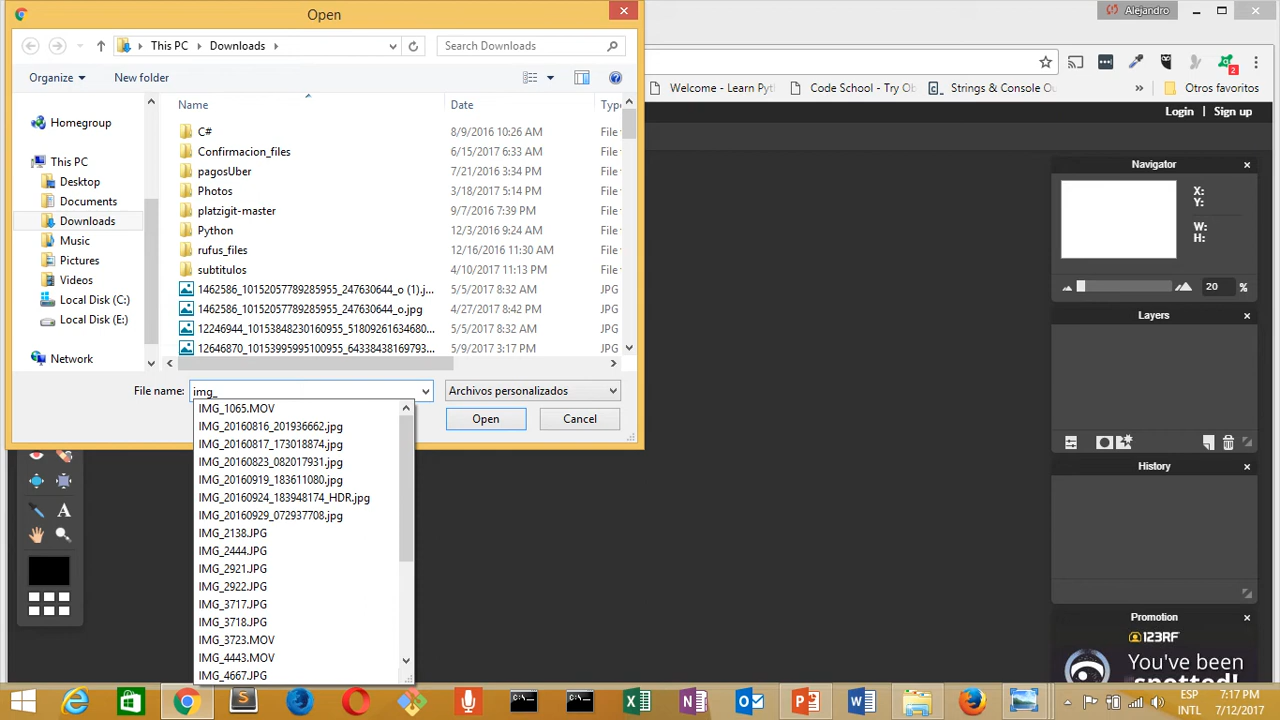 Open
Alejandro
This PC
Downloads
Search Downloads
Welcome - Learn Pyt
Code School - Try Ob
Strings & Console Ou
Otros favoritos
2
Organize
New folder
Login
Sign up
Name
Date
Type
Homegroup
This PC
Desktop
Documents
Downloads
Music
Pictures
Videos
Local Disk (C:)
Local Disk (E:)
Network
C# 8/9/2016 10:26 AM File
Confirmacion_files 6/15/2017 6:33 AM File
pagosUber 7/21/2016 3:34 PM File
Photos 3/18/2017 5:14 PM File
platzigit-master 9/7/2016 7:39 PM File
Python 12/3/2016 9:24 AM File
rufus_files 12/16/2016 11:30 AM File
subtitulos 4/10/2017 11:13 PM File
1462586_10152057789285955_247630644_o (1).j... 5/5/2017 8:32 AM JPG
1462586_10152057789285955_247630644_o.jpg 4/27/2017 8:42 PM JPG
12246944_10153848230160955_51809261634680... 5/5/2017 8:32 AM JPG
12646870_10153995995100955_64338438169793... 5/9/2017 3:17 PM JPG
File name:
img_
Archivos personalizados
Open
Cancel
IMG_1065.MOV
IMG_20160816_201936662.jpg
IMG_20160817_173018874.jpg
IMG_20160823_082017931.jpg
IMG_20160919_183611080.jpg
IMG_20160924_183948174_HDR.jpg
IMG_20160929_072937708.jpg
IMG_2138.JPG
IMG_2444.JPG
IMG_2921.JPG
IMG_2922.JPG
IMG_3717.JPG
IMG_3718.JPG
IMG_3723.MOV
IMG_4443.MOV
IMG_4667.JPG
Navigator
X:
Y:
W:
H:
20 %
Layers
History
Promotion
123RF
You've been
spotted
ESP
INTL
7:17 PM
7/12/2017